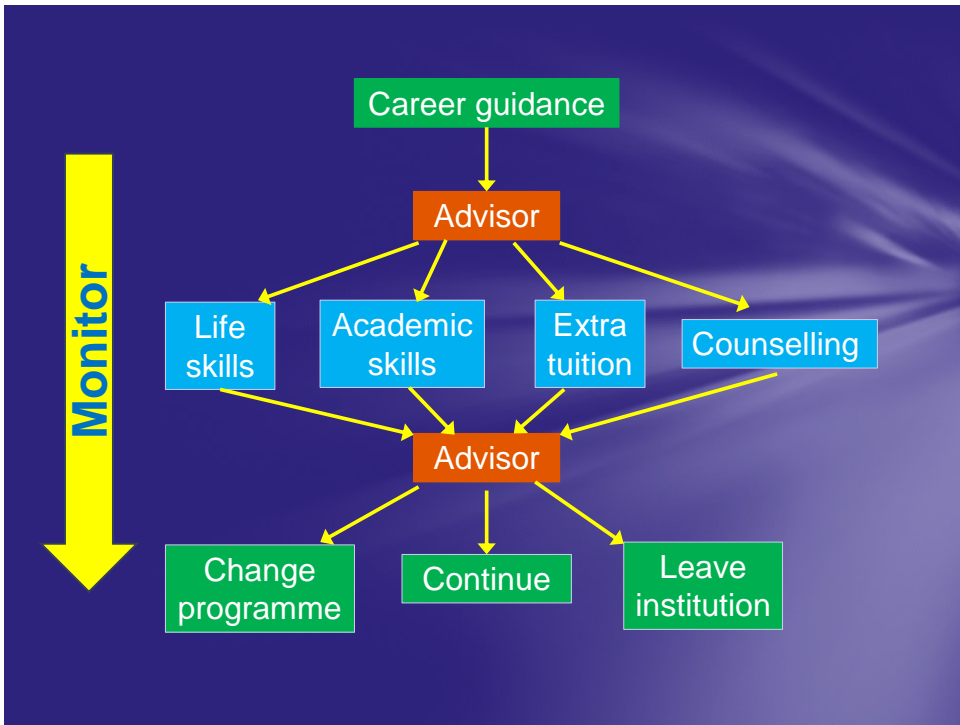 Career guidance
Advisor
Monitor
Life
skills
Academic
skills
Extra
tuition
Counselling
Advisor
Change
programme
Continue
Leave
institution